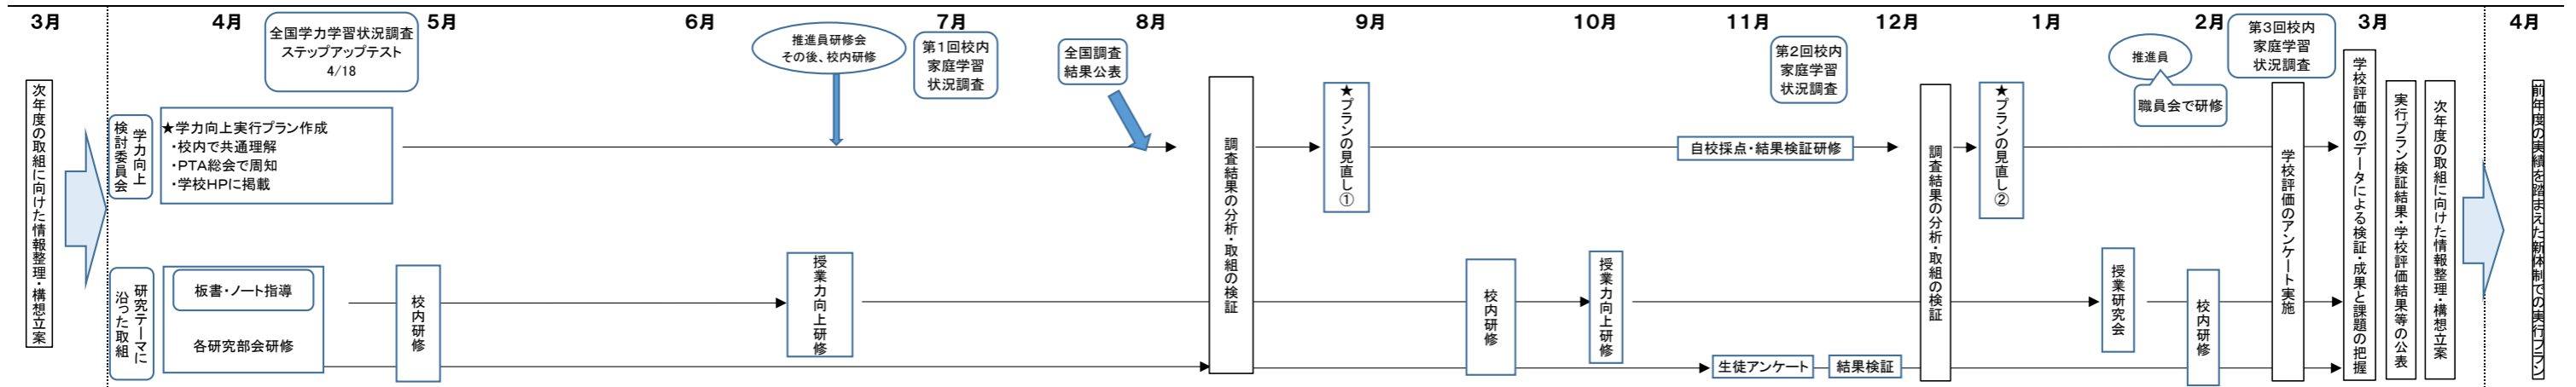 3月
4月
5月
6月
7月
8月
9月
10月
11月
12月
1月
2月
3月
4月
次年度の取組に向けた情報整理・構想立案
全国学力学習状況調査
ステップアップテスト
4/18
推進員研修会
その後、校内研修
第1回校内
家庭学習
状況調査
全国調査
結果公表
第2回校内
家庭学習
状況調査
推進員
職員会で研修
第3回校内
家庭学習
状況調査
学力向上
検討委員会
★学力向上実行プラン作成
・校内で共通理解
・PTA総会で周知
・学校HPに掲載
調査結果の分析・取組の検証
★プランの見直し①
自校採点・結果検証研修
調査結果の分析・取組の検証
★プランの見直し②
学校評価のアンケート実施
学校評価等のデータによる検証・成果と課題の把握
実行プラン検証結果・学校評価結果等の公表
次年度の取組に向けた情報整理・構想立案
前年度の実績を踏まえた新体制での実行プラン
研究テーマに
沿った取組
板書・ノート指導
各研究部会研修
校内研修
授業力向上研修
校内研修
授業力向上研修
生徒アンケート
結果検証
授業研究会
校内研修